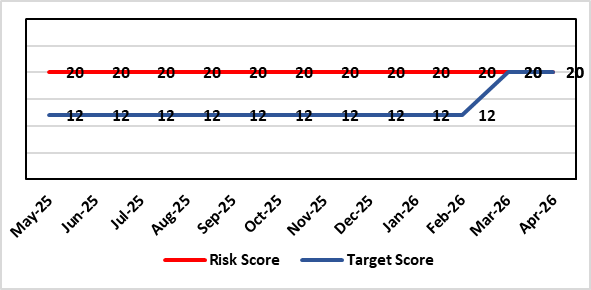 20 20 20 20 20 20 20 20 20 20 20 20
12 12 12 12 12 12 12 12 12 12
May-25 Jun-25 Jul-25 Aug-25 Sep-25 Oct-25 Nov-25 Dec-25 Jan-26 Feb-26 Mar-26 Apr-26
Risk Score Target Score